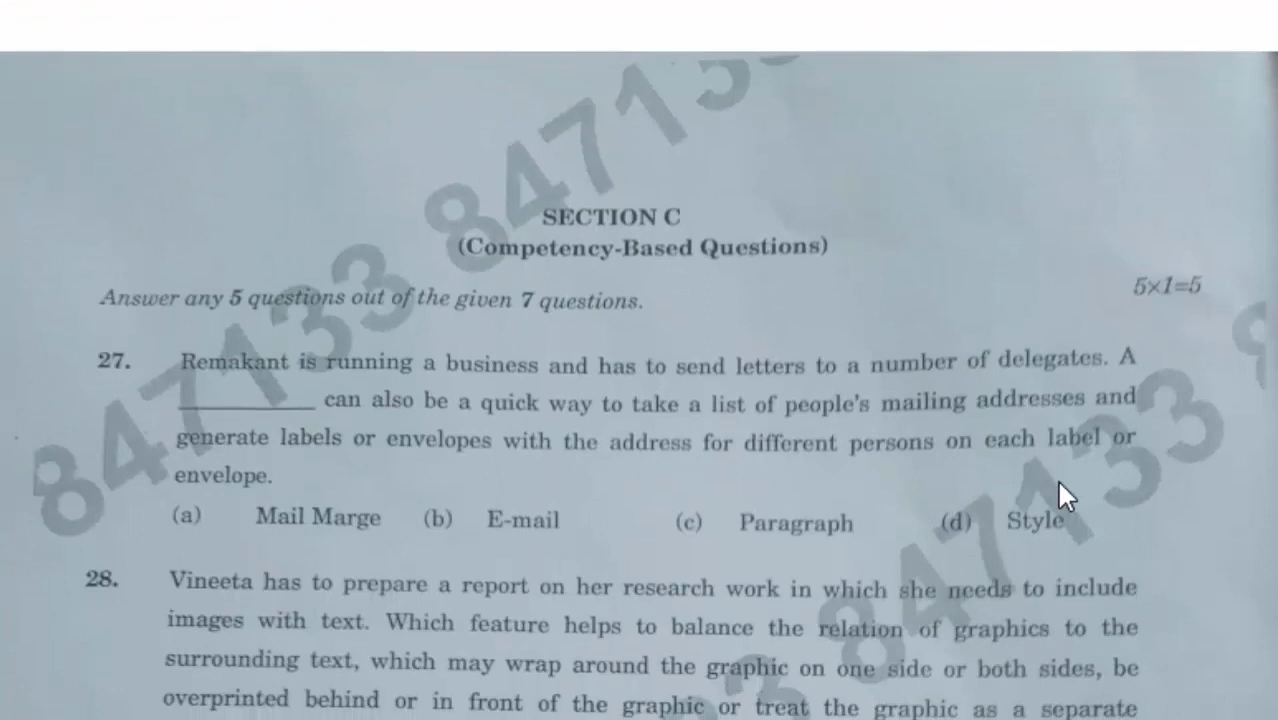 84713
84713384713
847133
SECTION C
(Competency-Based Questions)
Answer any 5 questions out of the given 7 questions.
5×1=5
27. Remakant is running a business and has to send letters to a number of delegates. A
__________ can also be a quick way to take a list of people's mailing addresses and
generate labels or envelopes with the address for different persons on each label or
envelope.
(a) Mail Marge (b) E-mail (c) Paragraph (d) Style
28. Vineeta has to prepare a report on her research work in which she needs to include
images with text. Which feature helps to balance the relation of graphics to the
surrounding text, which may wrap around the graphic on one side or both sides, be
overprinted behind or in front of the graphic or treat the graphic as a separate